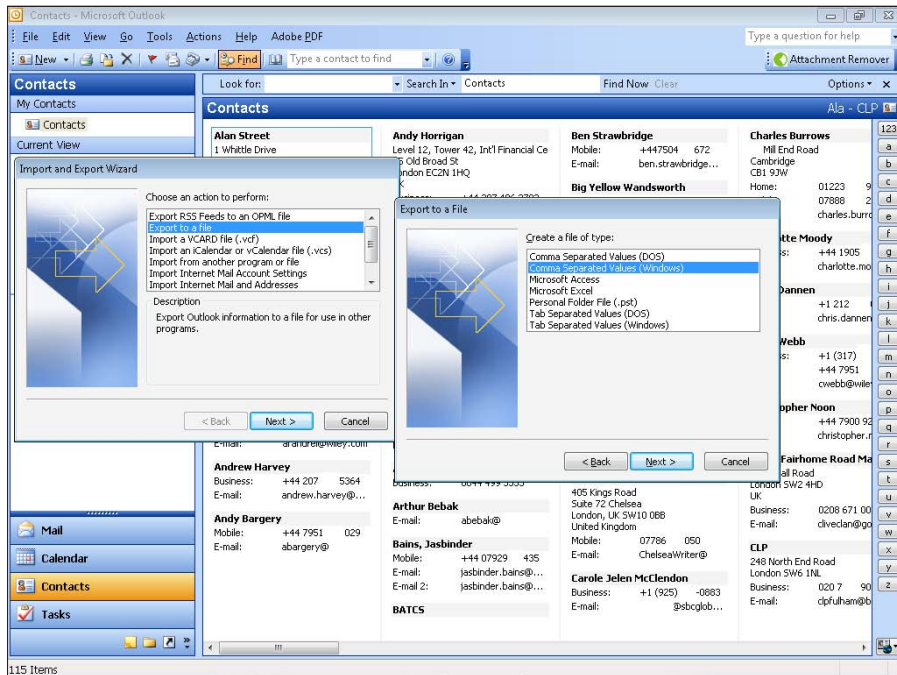 Contacts - Microsoft Outlook
File Edit View Go Tools Actions Help Adobe PDF
Type a question for help
New Find Type a contact to find
Attachment Remover
Contacts
My Contacts
Contacts
Current View
Look for: Search In Contacts Find Now Clear Options
Contacts
Ala - CLP
Import and Export Wizard
Choose an action to perform:
Export RSS Feeds to an OPML file
Export to a file
Import a VCARD file (.vcf)
Import an iCalendar or vCalendar file (.vcs)
Import from another program or file
Import Internet Mail Account Settings
Import Internet Mail and Addresses
Description
Export Outlook information to a file for use in other
programs.
< Back Next > Cancel
Export to a File
Create a file of type:
Comma Separated Values (DOS)
Comma Separated Values (Windows)
Microsoft Access
Microsoft Excel
Personal Folder File (.pst)
Tab Separated Values (DOS)
Tab Separated Values (Windows)
< Back Next > Cancel
Alan Street
1 Whittle Drive
E-mail: arandrei@wiley.com
Andrew Harvey
Business: +44 207 5364
E-mail: andrew.harvey@...
Andy Bargery
Mobile: +44 7951 029
E-mail: abargery@
Andy Horrigan
Level 12, Tower 42, Int'l Financial Ce
Old Broad St
ondon EC2N 1HQ
Arthur Bebak
E-mail: abebak@
Bains, Jasbinder
Mobile: +44 07929 435
E-mail: jasbinder.bains@...
E-mail 2: jasbinder.bains@...
BATCS
Ben Strawbridge
Mobile: +447504 672
E-mail: ben.strawbridge...
Big Yellow Wandsworth
405 Kings Road
Suite 72 Chelsea
London, UK SW10 0BB
United Kingdom
Mobile: 07786 050
E-mail: ChelseaWriter@
Carole Jelen McClendon
Business: +1 (925) -0883
E-mail: @sbcglob...
Charles Burrows
Mill End Road
Cambridge
CB1 9JW
Home: 01223 9
07888 2
charles.burro
tte Moody
ss: +44 1905
charlotte.mo
Dannen
+1 212
chris.dannen
Webb
ss: +1 (317)
+44 7951
cwebb@wiley
opher Noon
+44 7900 92
christopher.r
Fairhome Road Ma
all Road
London SW2 4HD
UK
Business: 0208 671 00
E-mail: cliveclan@go
CLP
248 North End Road
London SW6 1NL
Business: 020 7 90
E-mail: clpfulham@b
123
a
b
c
d
e
f
g
h
i
j
k
l
m
n
o
p
q
r
s
t
u
v
w
x
y
z
Mail
Calendar
Contacts
Tasks
115 Items